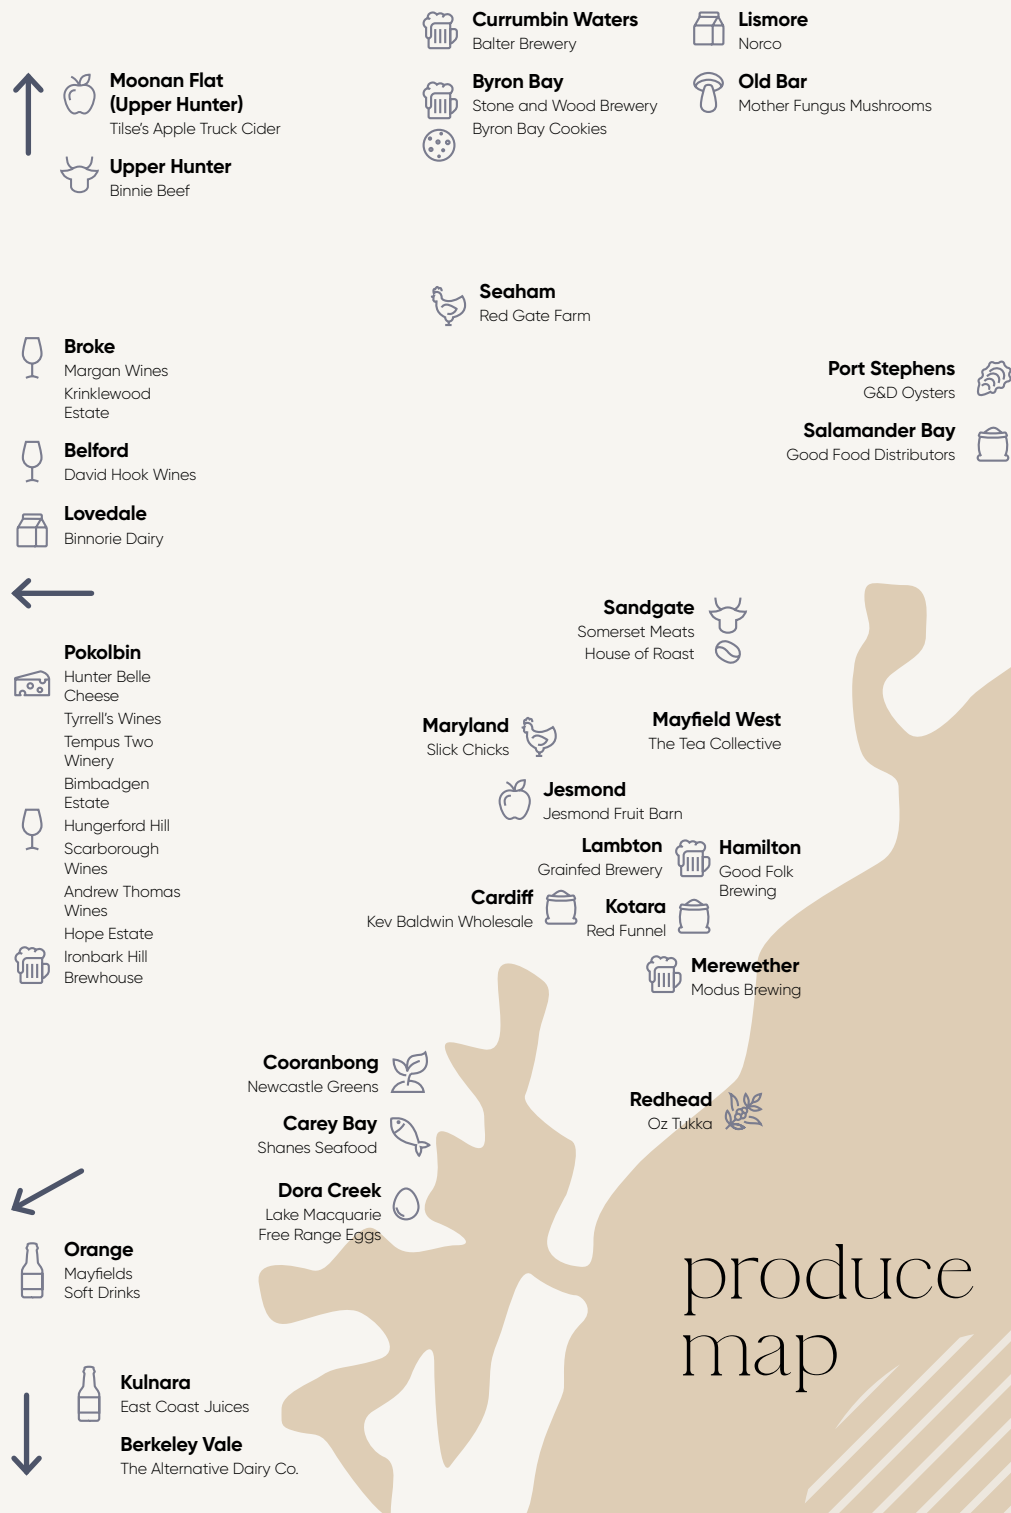 Currumbin Waters
Balter Brewery
Lismore
Norco
Moonan Flat
(Upper Hunter)
Tilse's Apple Truck Cider
Byron Bay
Stone and Wood Brewery
Byron Bay Cookies
Old Bar
Mother Fungus Mushrooms
Upper Hunter
Binnie Beef
Seaham
Red Gate Farm
Broke
Margan Wines
Krinklewood
Estate
Port Stephens
G&D Oysters
Belford
David Hook Wines
Salamander Bay
Good Food Distributors
Lovedale
Binnorie Dairy
Sandgate
Somerset Meats
House of Roast
Pokolbin
Hunter Belle
Cheese
Tyrrell's Wines
Tempus Two
Winery
Bimbadgen
Estate
Hungerford Hill
Scarborough
Wines
Andrew Thomas
Wines
Hope Estate
Ironbark Hill
Brewhouse
Maryland
Slick Chicks
Mayfield West
The Tea Collective
Jesmond
Jesmond Fruit Barn
Lambton
Grainfed Brewery
Hamilton
Good Folk
Brewing
Cardiff
Kev Baldwin Wholesale
Kotara
Red Funnel
Merewether
Modus Brewing
Cooranbong
Newcastle Greens
Redhead
Oz Tukka
Carey Bay
Shanes Seafood
Dora Creek
Lake Macquarie
Free Range Eggs
Orange
Mayfields
Soft Drinks
produce
map
Kulnara
East Coast Juices
Berkeley Vale
The Alternative Dairy Co.